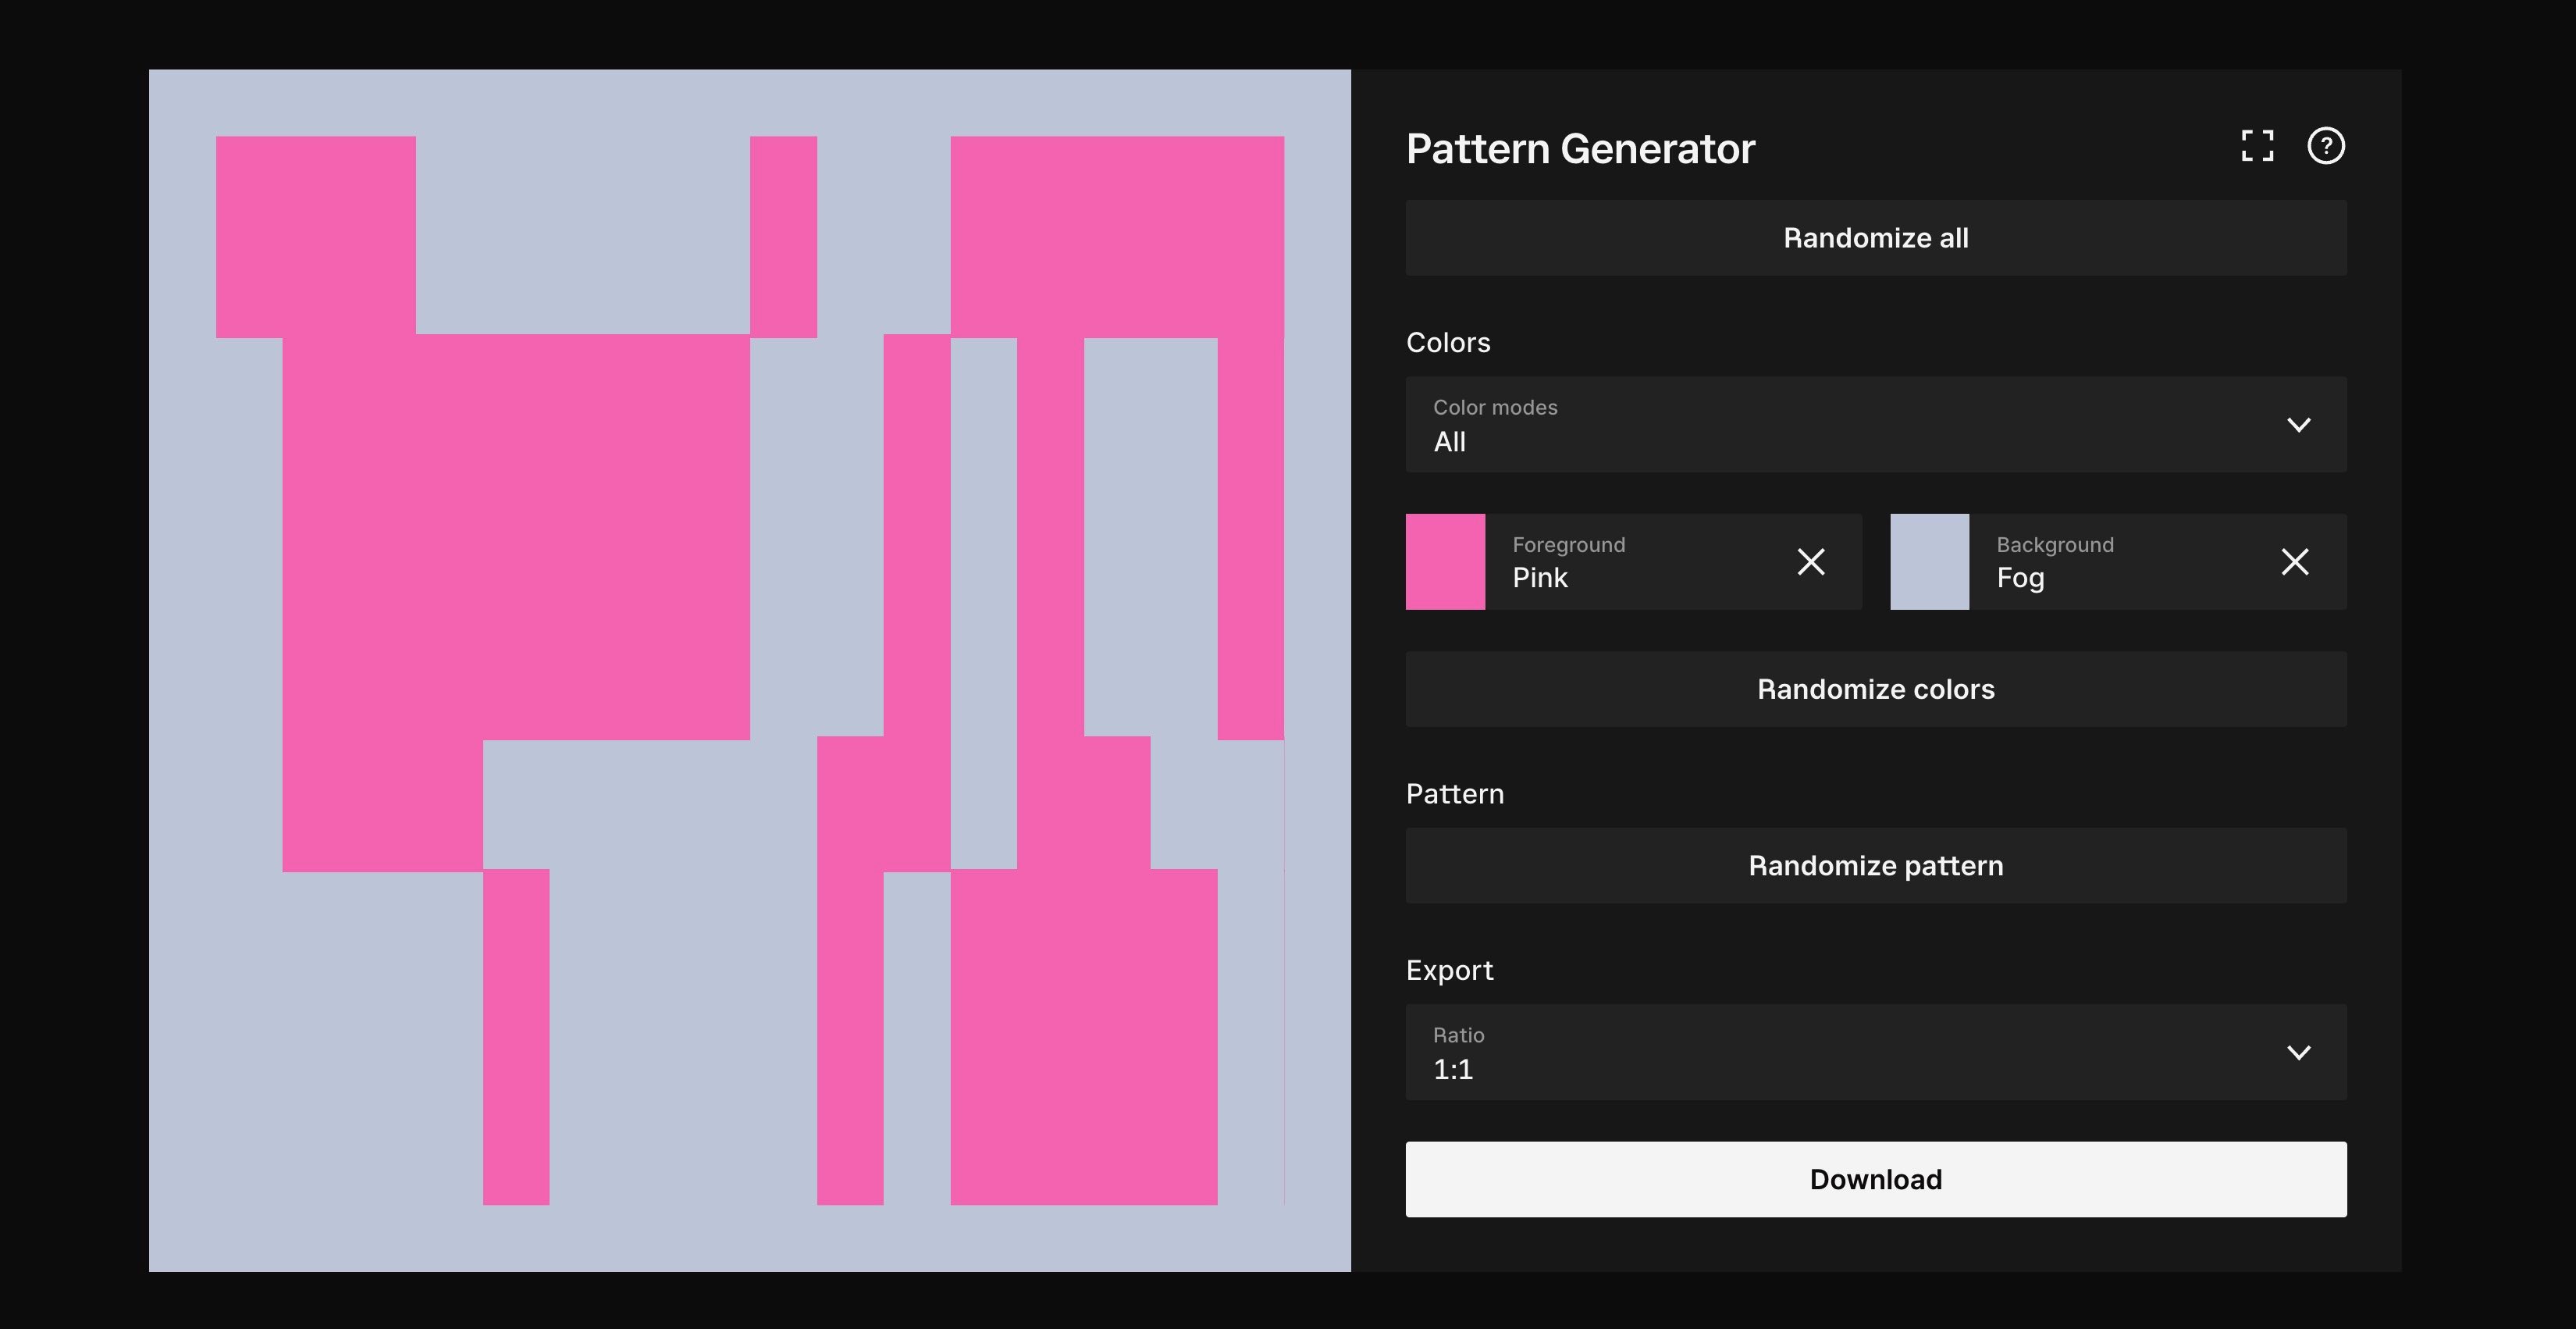 Pattern Generator
?
Randomize all
Colors
Color modes
All
Foreground
Pink
Background
Fog
Randomize colors
Pattern
Randomize pattern
Export
Ratio
1:1
Download